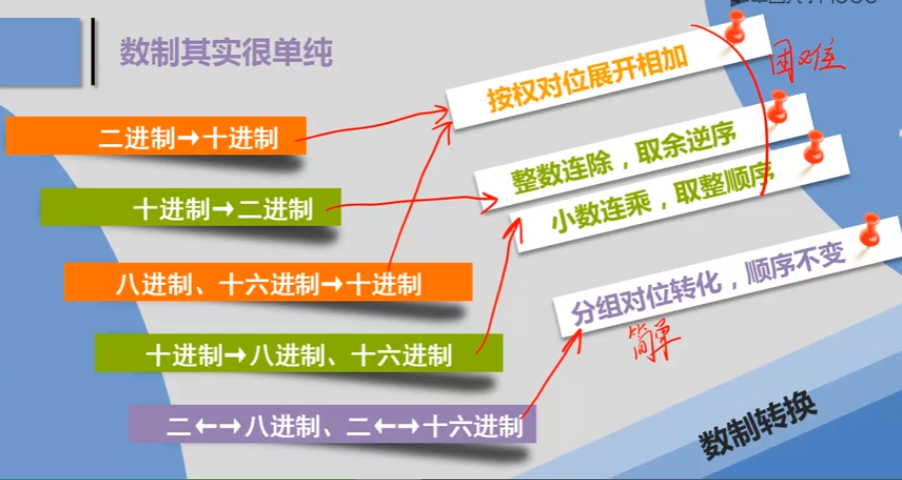 数制其实很单纯
按权对位展开相加
困难
二进制→十进制
整数连除，取余逆序
十进制→二进制
小数连乘，取整顺序
八进制、十六进制→十进制
分组对位转化，顺序不变
简单
十进制→八进制、十六进制
二←→八进制、二←→十六进制
数制转换